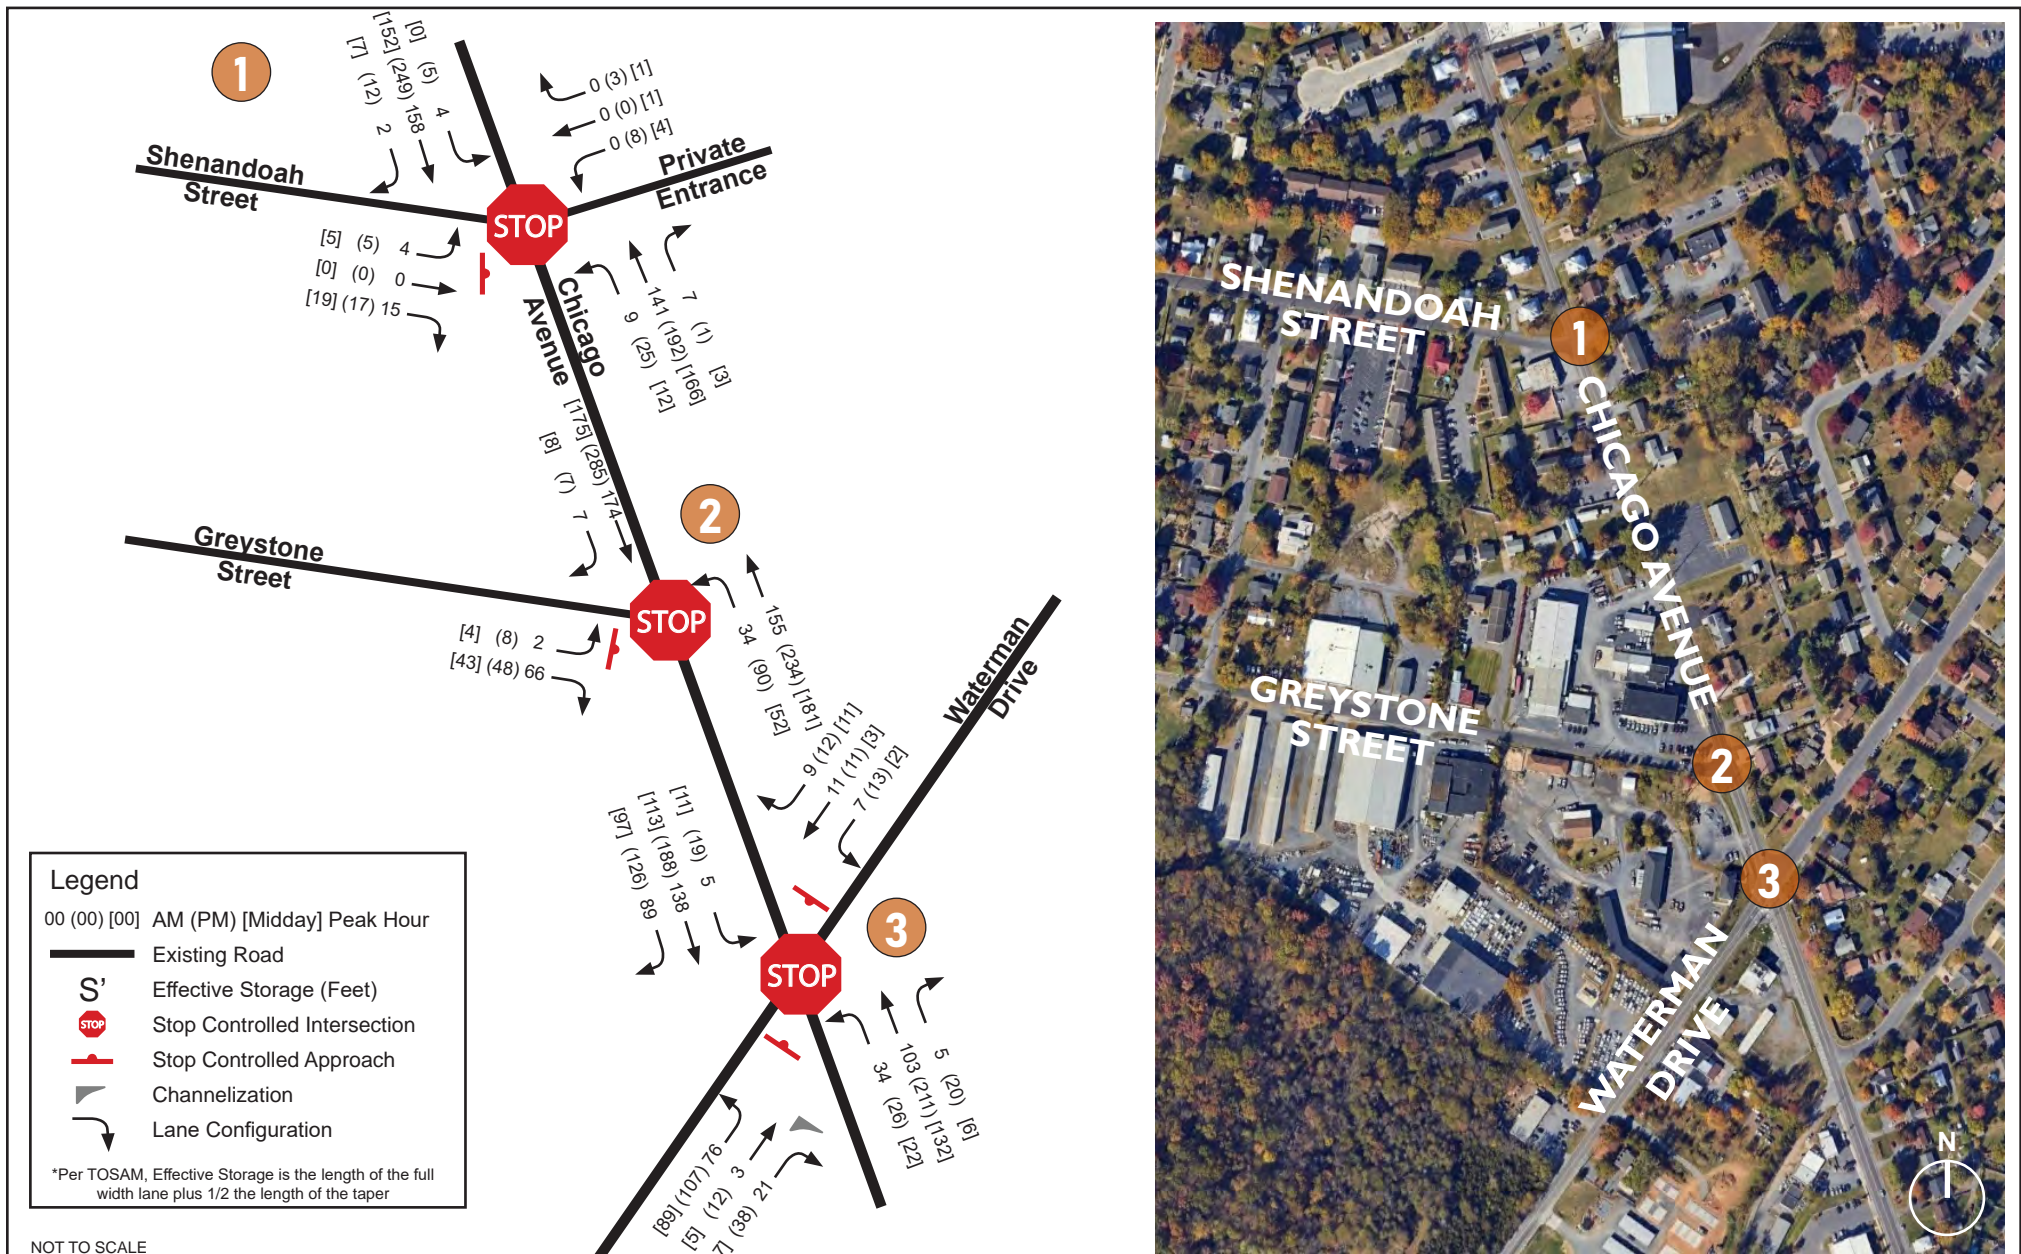 1
[0] (5) 4
[152] (249) 158
[7] (12) 2
0 (3) [1]
0 (0) [1]
0 (8) [4]
Shenandoah
Street
Private
Entrance
STOP
[5] (5) 4
[0] (0) 0
[19] (17) 15
Chicago
Avenue
7 (1) [3]
141 (192) [166]
9 (25) [12]
[175] (285) 174
[8] (7) 7
2
Greystone
Street
STOP
[4] (8) 2
[43] (48) 66
155 (234) [181]
34 (90) [52]
Waterman
Drive
9 (12) [11]
11 (11) [3]
7 (13) [2]
[11] (19) 5
[113] (188) 138
[97] (126) 89
3
STOP
5 (20) [6]
103 (211) [132]
34 (26) [22]
[89] (107) 76
[5] (12) 3
7] (38) 21
Legend
00 (00) [00] AM (PM) [Midday] Peak Hour
Existing Road
S' Effective Storage (Feet)
STOP Stop Controlled Intersection
Stop Controlled Approach
Channelization
Lane Configuration
*Per TOSAM, Effective Storage is the length of the full
width lane plus 1/2 the length of the taper
NOT TO SCALE
SHENANDOAH
STREET
1
CHICAGO AVENUE
GREYSTONE
STREET
2
3
WATERMAN
DRIVE
N